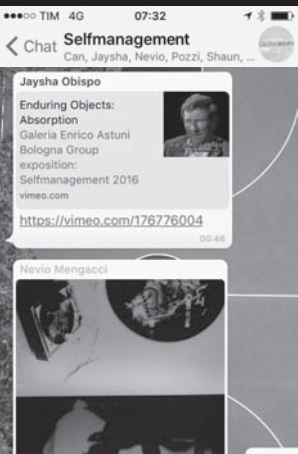 TIM 4G 07:32
Chat Selfmanagement
Can, Jaysha, Nevio, Pozzi, Shaun, ...
Jaysha Obispo
Enduring Objects:
Absorption
Galeria Enrico Astuni
Bologna Group
exposition:
Selfmanagement 2016
vimeo.com
https://vimeo.com/176776004
00:46
Nevio Mengacci